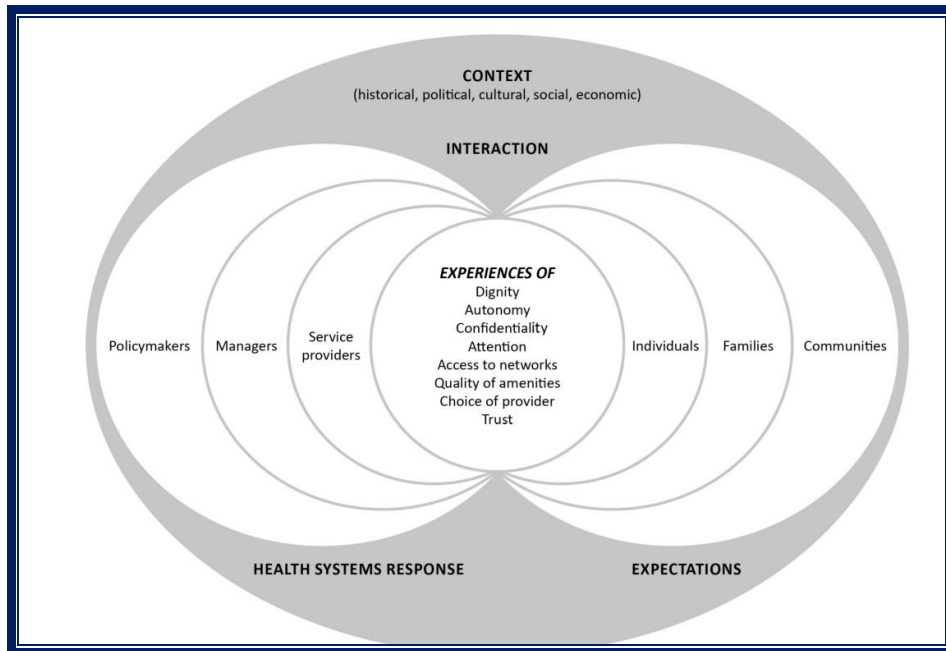 CONTEXT
(historical, political, cultural, social, economic)
INTERACTION
EXPERIENCES OF
Dignity
Autonomy
Confidentiality
Attention
Access to networks
Quality of amenities
Choice of provider
Trust
Policymakers
Managers
Service
providers
Individuals
Families
Communities
HEALTH SYSTEMS RESPONSE
EXPECTATIONS